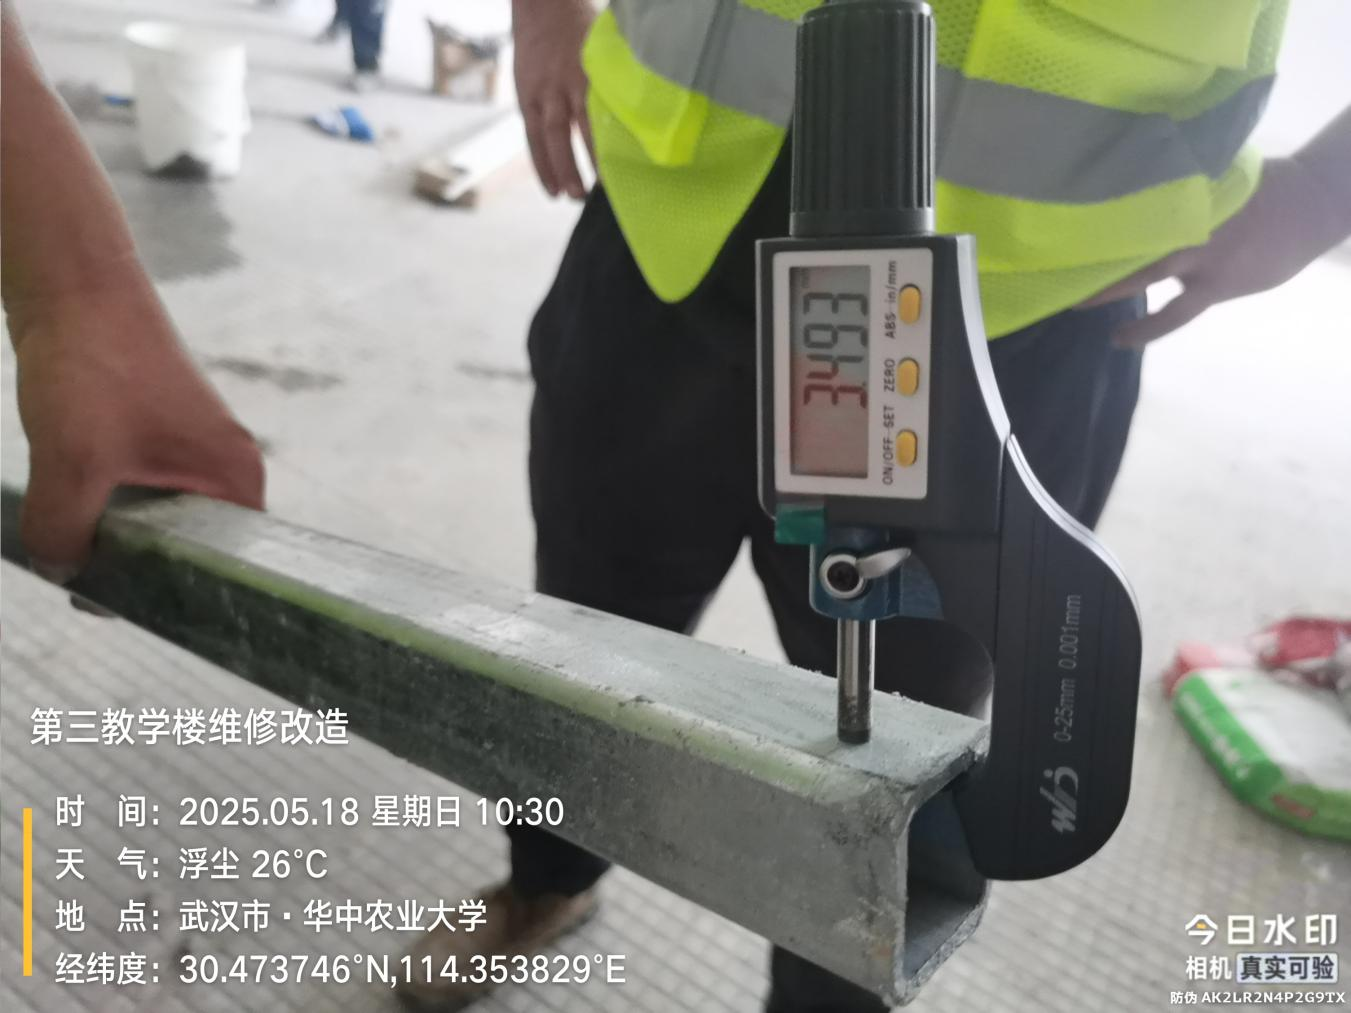 3.493
mm
in/mm
ABS
ZERO
SET
ON/OFF
0-25mm 0.001mm
第三教学楼维修改造
时 间：2025.05.18 星期日 10:30
天 气：浮尘 26°C
地 点：武汉市·华中农业大学
经纬度：30.473746°N,114.353829°E
今日水印
相机 真实可验
防伪 AK2LR2N4P2G9TX